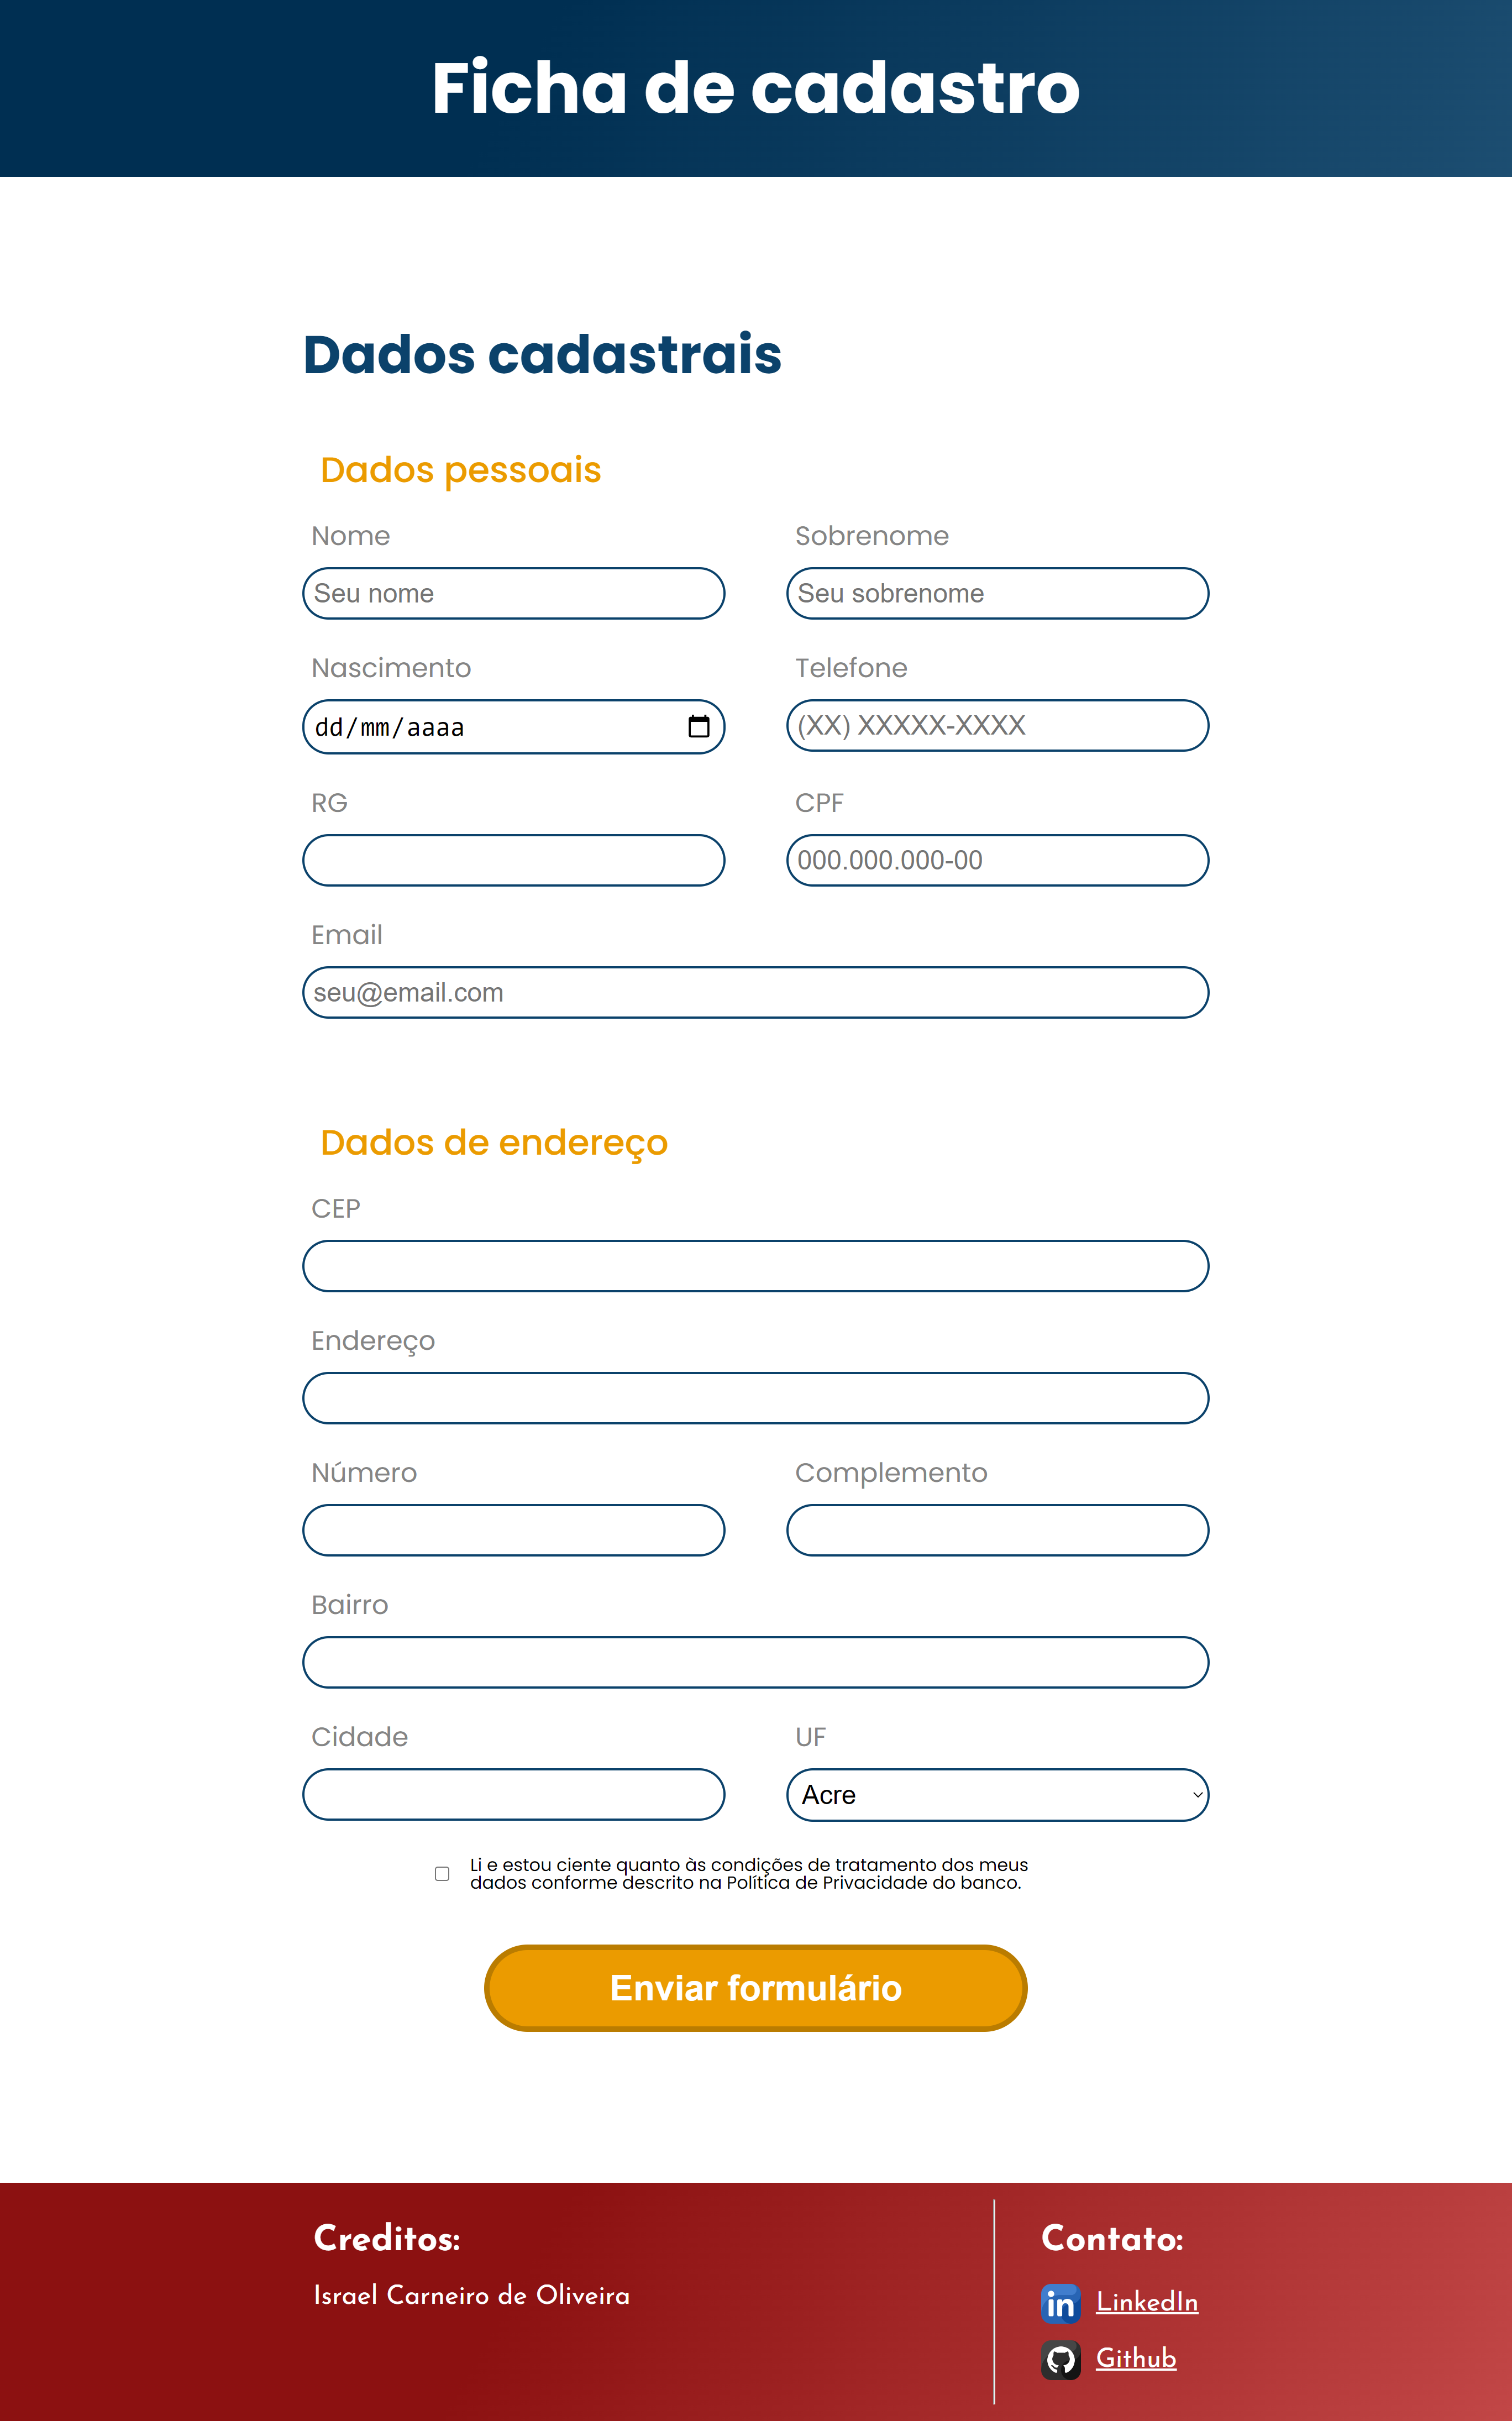 Ficha de cadastro
Dados cadastrais
Dados pessoais
Nome
Sobrenome
Seu nome
Seu sobrenome
Nascimento
Telefone
dd/mm/aaaa
(XX) XXXXX-XXXX
RG
CPF
000.000.000-00
Email
seu@email.com
Dados de endereço
CEP
Endereço
Número
Complemento
Bairro
Cidade
UF
Acre
Li e estou ciente quanto às condições de tratamento dos meus
dados conforme descrito na Política de Privacidade do banco.
Enviar formulário
Creditos:
Israel Carneiro de Oliveira
Contato:
in LinkedIn
Github